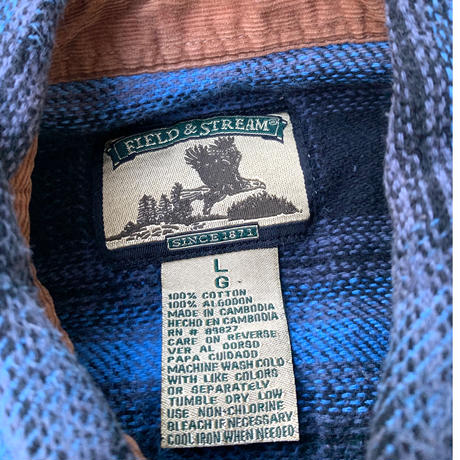 FIELD & STREAM®
SINCE 1871
L
G
100% COTTON
100% ALGODON
MADE IN CAMBODIA
HECHO EN CAMBODIA
RN # 89827
CARE ON REVERSE
VER AL DORSO
PAPA CUIDADO
MACHINE WASH COLD
WITH LIKE COLORS
OR SEPARATELY
TUMBLE DRY LOW
USE NON-CHLORINE
BLEACH IF NECESSARY
COOL IRON WHEN NEEDED